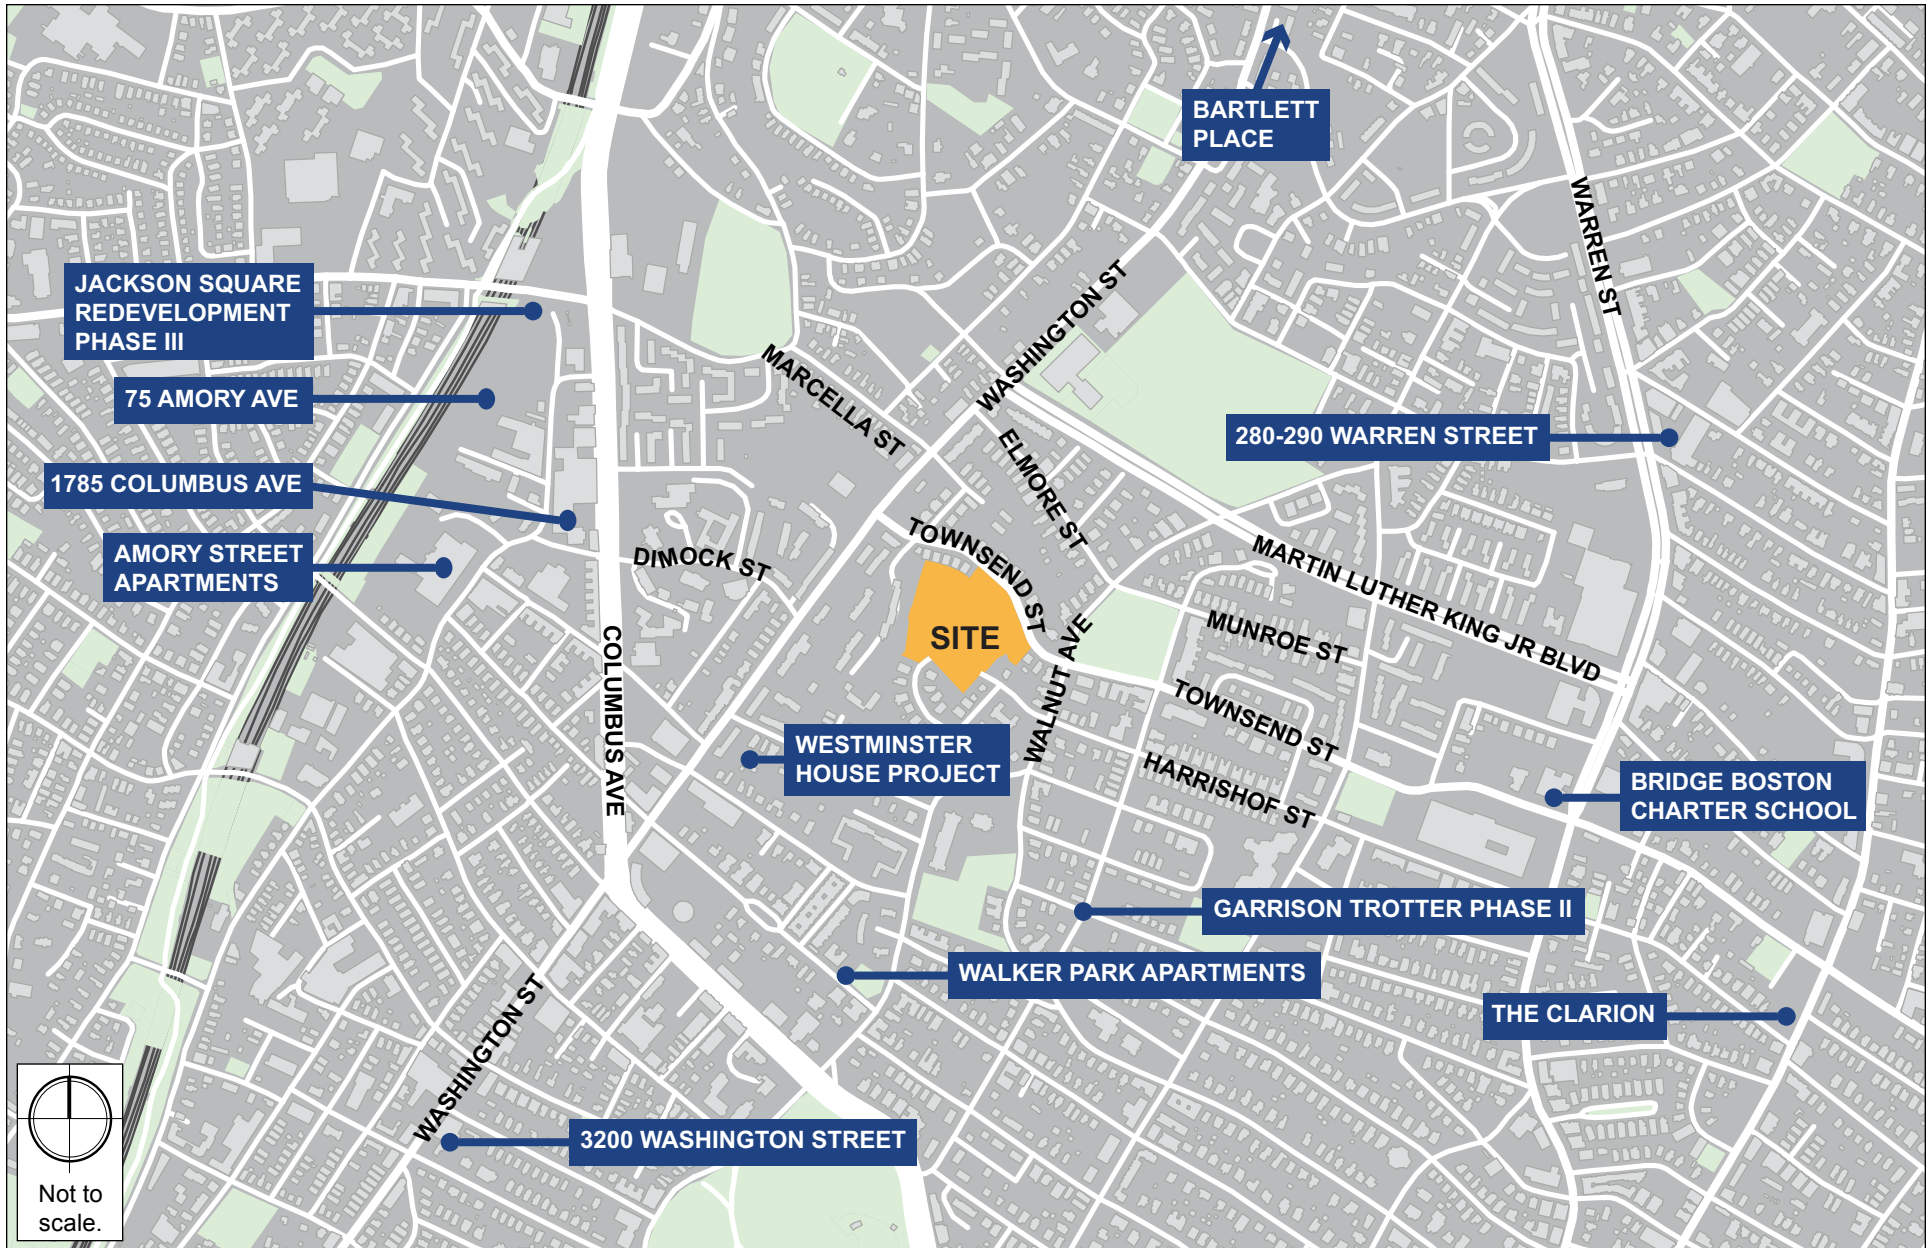 BARTLETT
PLACE
WARREN ST
JACKSON SQUARE
REDEVELOPMENT
PHASE III
WASHINGTON ST
MARCELLA ST
75 AMORY AVE
280-290 WARREN STREET
ELMORE ST
1785 COLUMBUS AVE
TOWNSEND ST
DIMOCK ST
AMORY STREET
APARTMENTS
MARTIN LUTHER KING JR BLVD
SITE
MUNROE ST
COLUMBUS AVE
WALNUT AVE
TOWNSEND ST
WESTMINSTER
HOUSE PROJECT
HARRISHOF ST
BRIDGE BOSTON
CHARTER SCHOOL
GARRISON TROTTER PHASE II
WALKER PARK APARTMENTS
THE CLARION
WASHINGTON ST
3200 WASHINGTON STREET
Not to
scale.